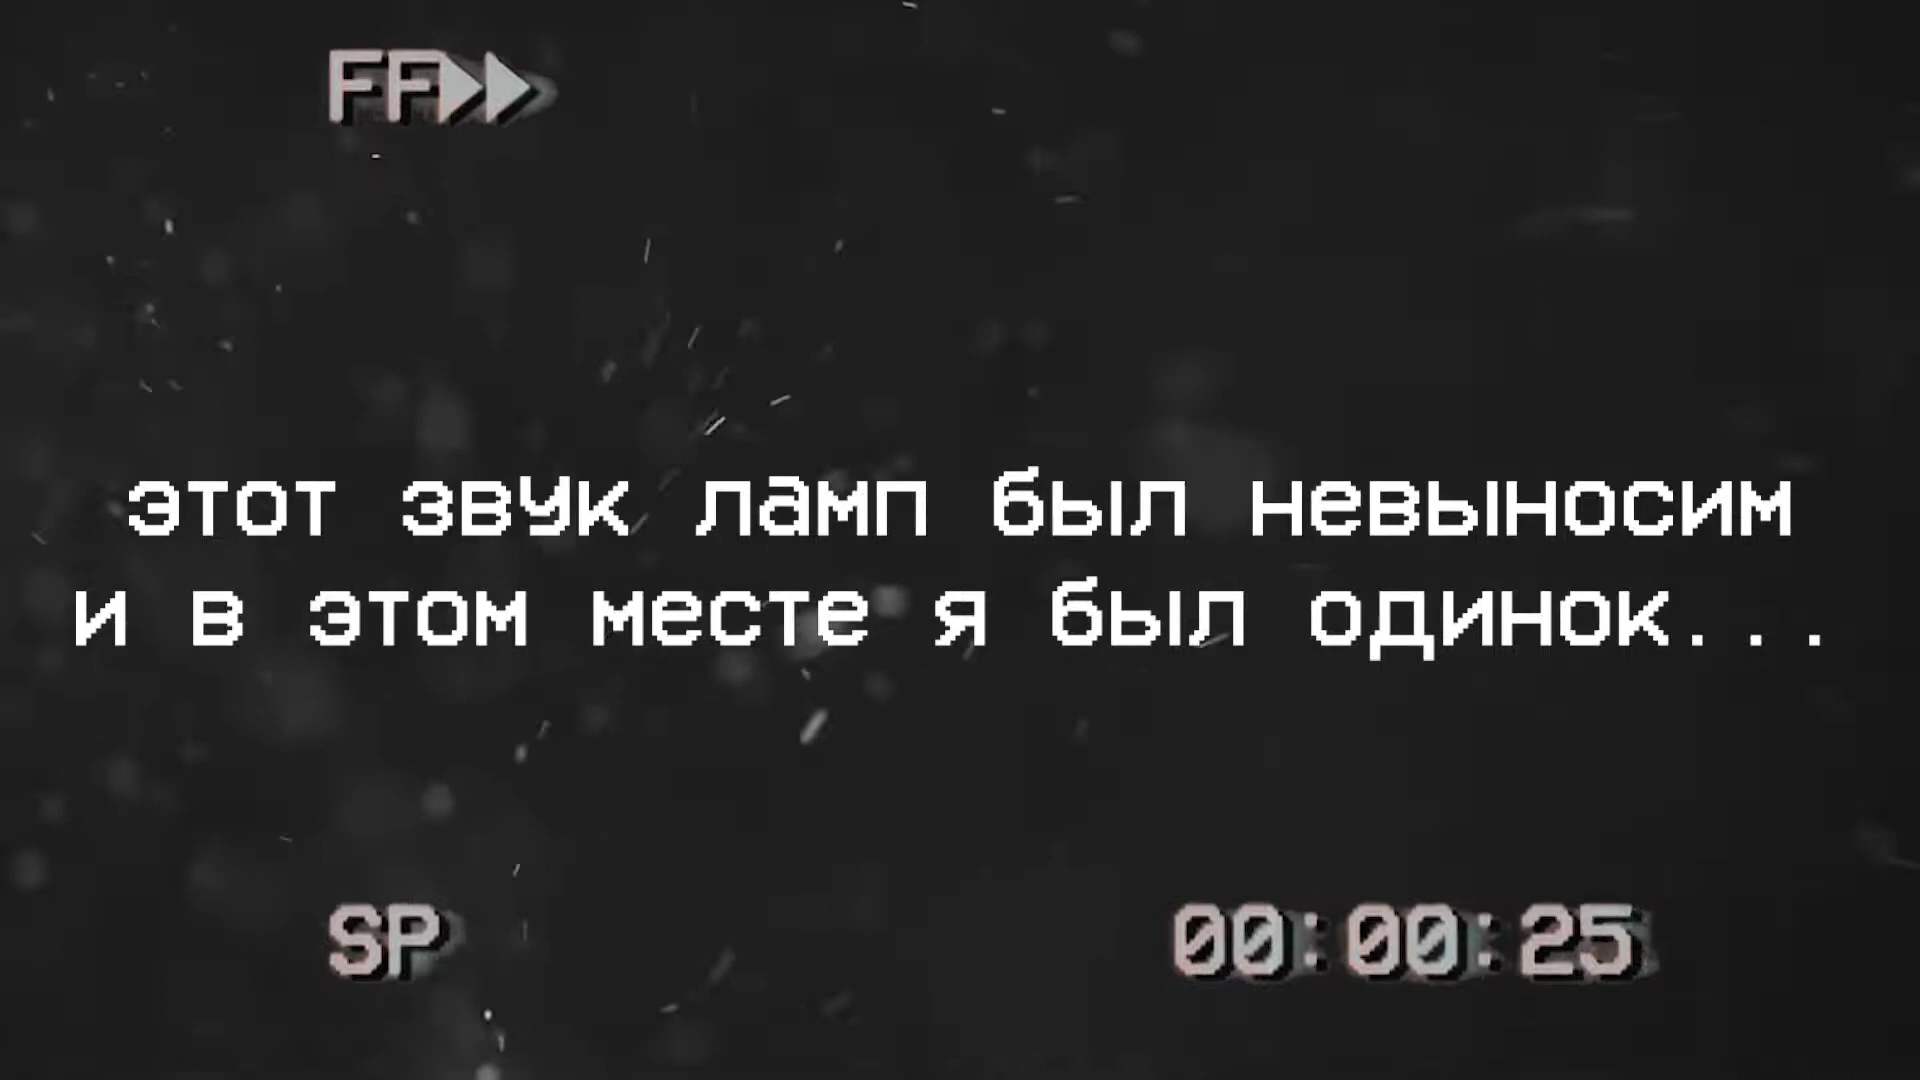 FF
этот звук ламп был невыносим
и в этом месте я был одинок...
SP 00:00:25